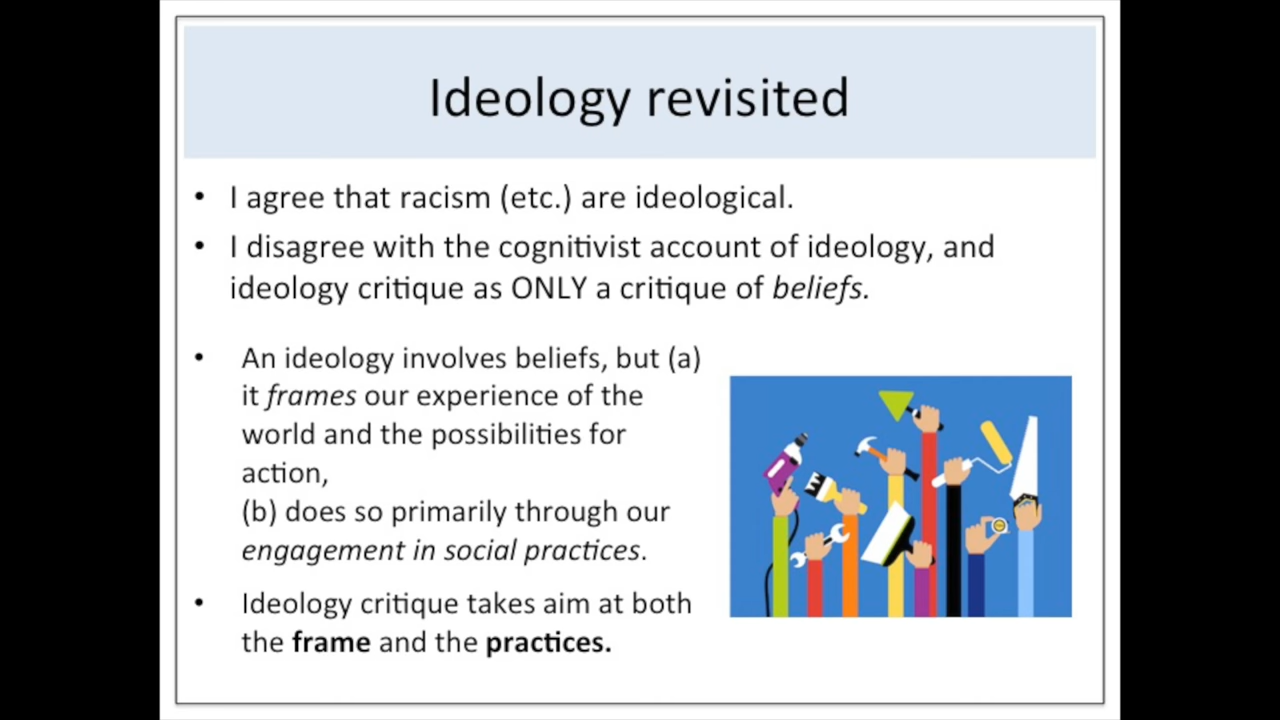 Ideology revisited
• I agree that racism (etc.) are ideological.
• I disagree with the cognitivist account of ideology, and
ideology critique as ONLY a critique of beliefs.
• An ideology involves beliefs, but (a)
it frames our experience of the
world and the possibilities for
action,
(b) does so primarily through our
engagement in social practices.
• Ideology critique takes aim at both
the frame and the practices.